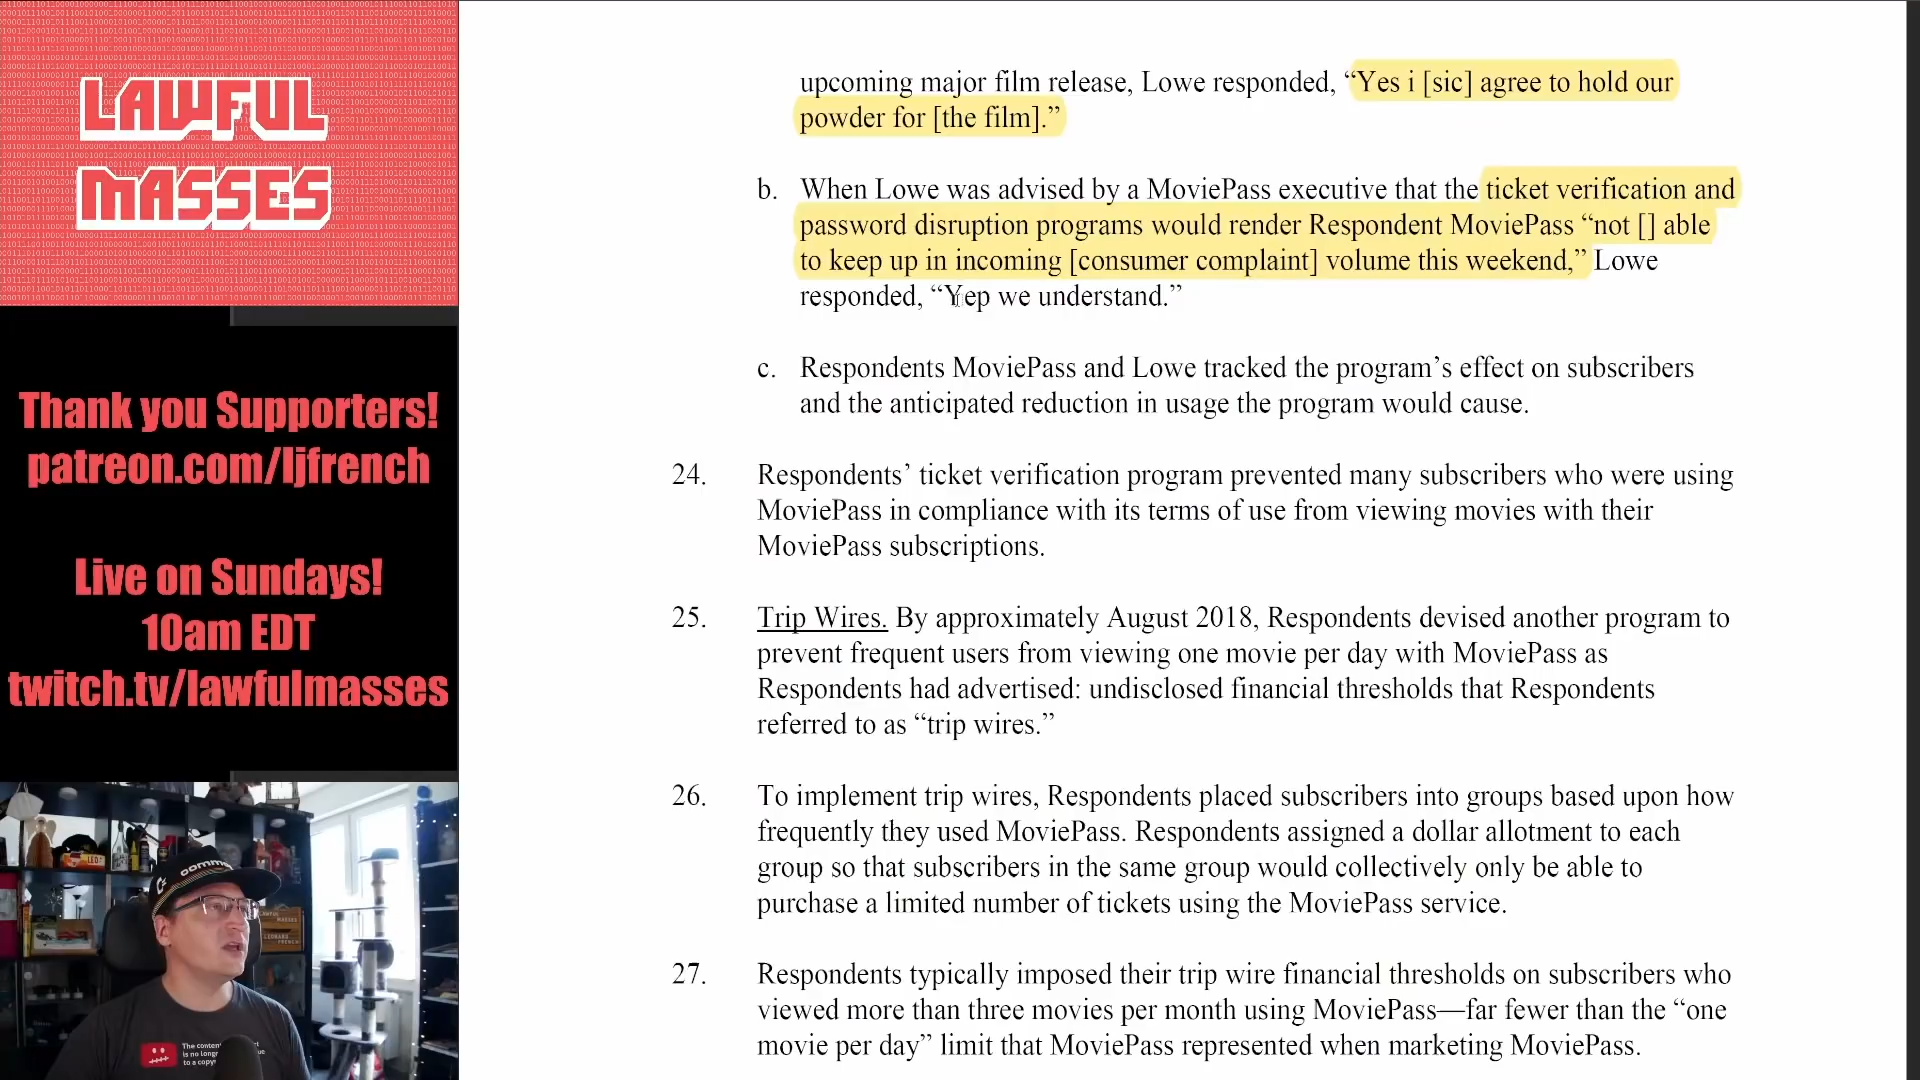 LAWFUL
MASSES
Thank you Supporters!
patreon.com/ljfrench
Live on Sundays!
10am EDT
twitch.tv/lawfulmasses
upcoming major film release, Lowe responded, “Yes i [sic] agree to hold our
powder for [the film].”
b. When Lowe was advised by a MoviePass executive that the ticket verification and
password disruption programs would render Respondent MoviePass “not [] able
to keep up in incoming [consumer complaint] volume this weekend,” Lowe
responded, “Yep we understand.”
c. Respondents MoviePass and Lowe tracked the program’s effect on subscribers
and the anticipated reduction in usage the program would cause.
24. Respondents’ ticket verification program prevented many subscribers who were using
MoviePass in compliance with its terms of use from viewing movies with their
MoviePass subscriptions.
25. Trip Wires. By approximately August 2018, Respondents devised another program to
prevent frequent users from viewing one movie per day with MoviePass as
Respondents had advertised: undisclosed financial thresholds that Respondents
referred to as “trip wires.”
26. To implement trip wires, Respondents placed subscribers into groups based upon how
frequently they used MoviePass. Respondents assigned a dollar allotment to each
group so that subscribers in the same group would collectively only be able to
purchase a limited number of tickets using the MoviePass service.
27. Respondents typically imposed their trip wire financial thresholds on subscribers who
viewed more than three movies per month using MoviePass—far fewer than the “one
movie per day” limit that MoviePass represented when marketing MoviePass.
LED
LAWFUL
MASSES
The
is no
to a